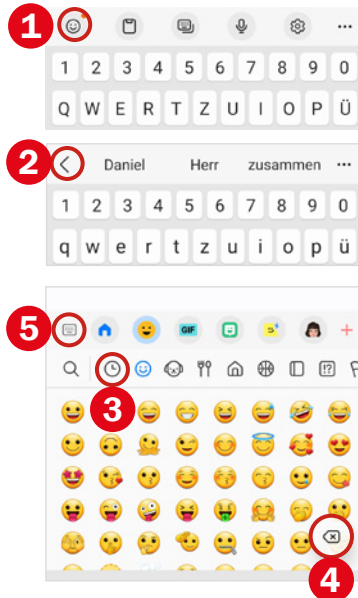 1
1 2 3 4 5 6 7 8 9 0
Q W E R T Z U I O P Ü
2 Daniel Herr zusammen
1 2 3 4 5 6 7 8 9 0
q w e r t z u i o p ü
5 GIF
!?
3
4